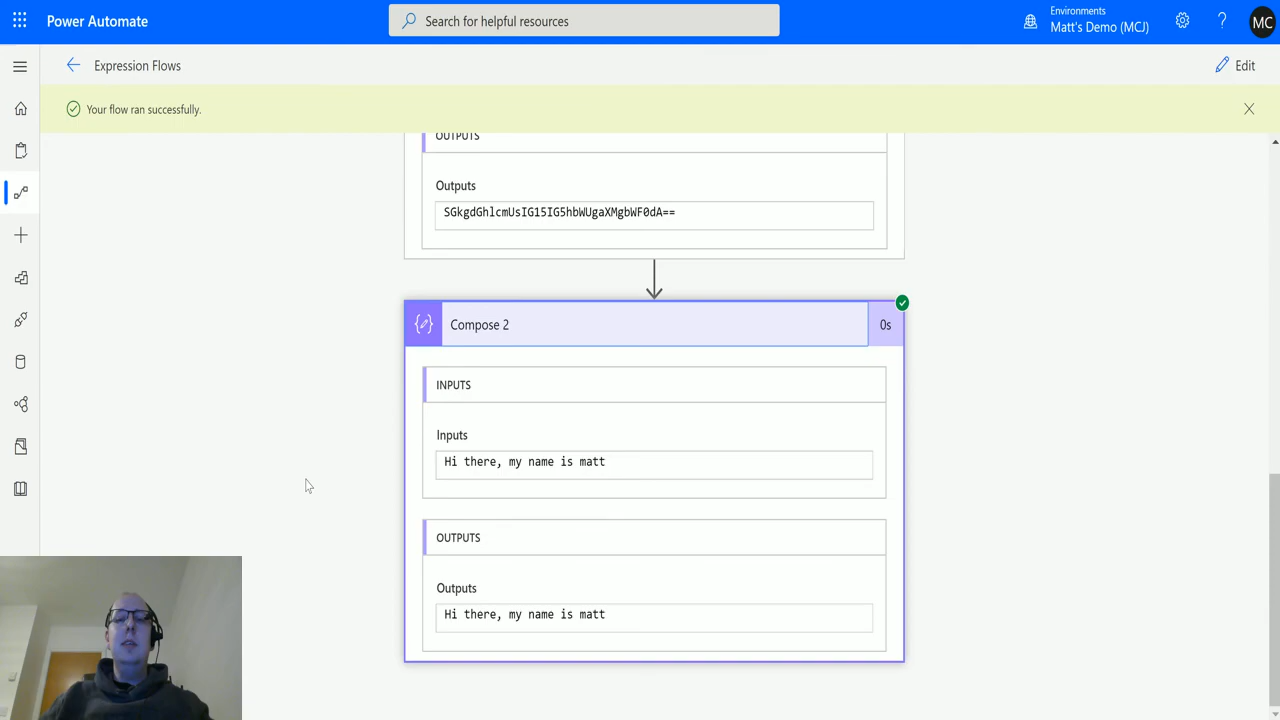 Power Automate
Search for helpful resources
Environments
Matt's Demo (MCJ)
MC
Expression Flows
Edit
Your flow ran successfully.
OUTPUTS
Outputs
SGkgdGhlcmUsIG15IG5hbWUgaXMgbWF0dA==
Compose 2
0s
INPUTS
Inputs
Hi there, my name is matt
OUTPUTS
Outputs
Hi there, my name is matt